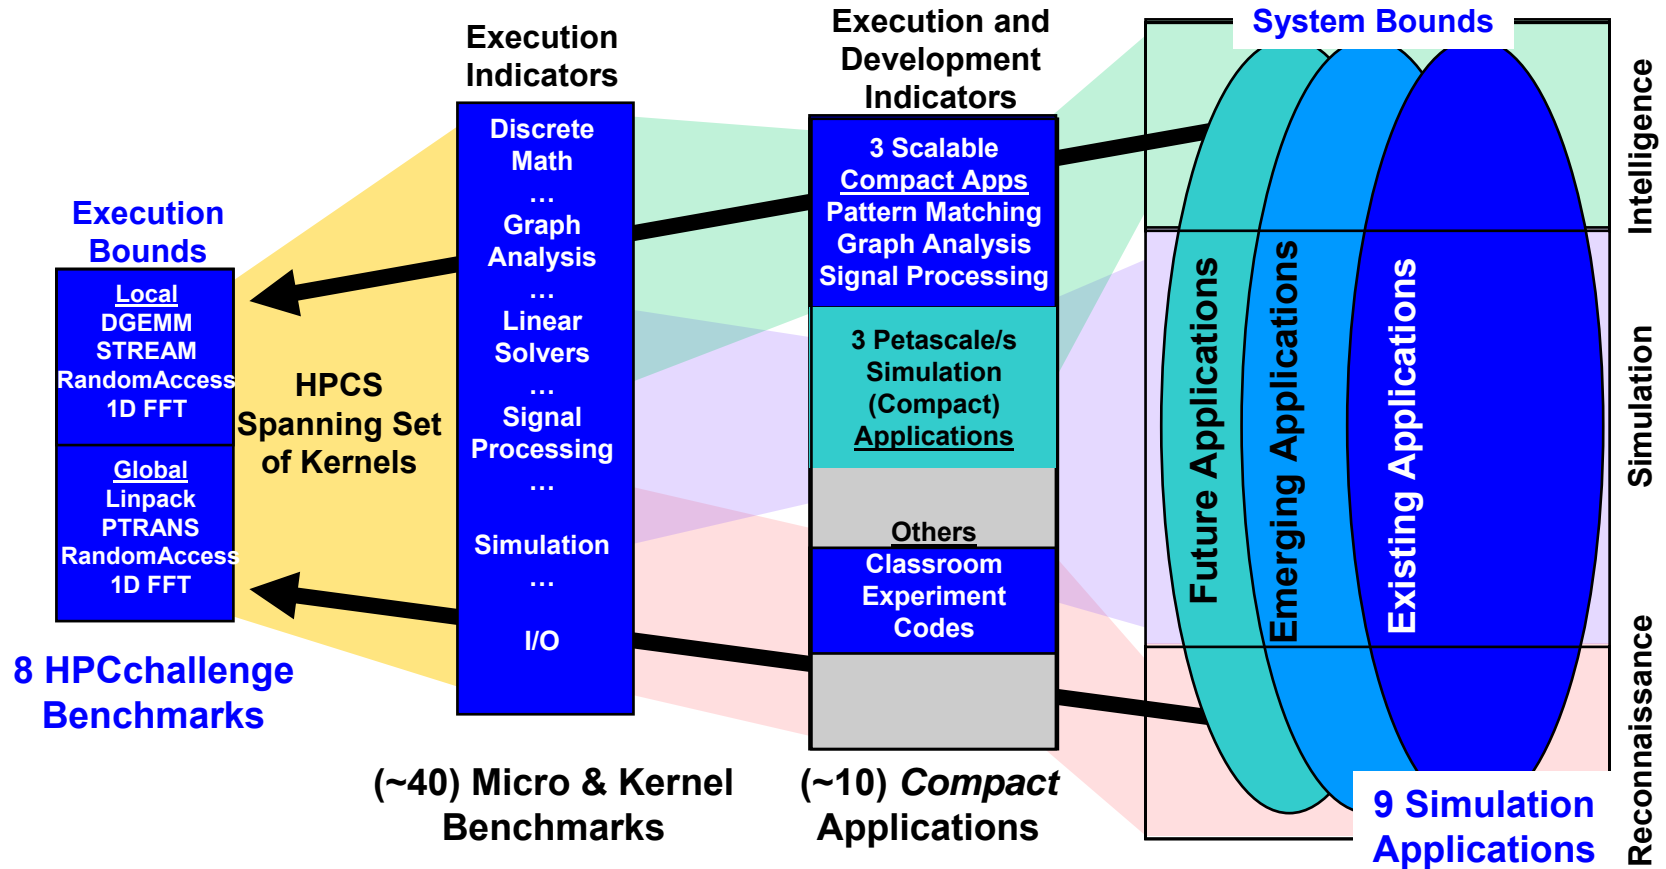 Execution
Bounds
Local
DGEMM
STREAM
RandomAccess
1D FFT
Global
Linpack
PTRANS
RandomAccess
1D FFT
8 HPCchallenge
Benchmarks
HPCS
Spanning Set
of Kernels
Execution
Indicators
Discrete
Math
…
Graph
Analysis
…
Linear
Solvers
…
Signal
Processing
…
Simulation
…
I/O
(~40) Micro & Kernel
Benchmarks
Execution and
Development
Indicators
3 Scalable
Compact Apps
Pattern Matching
Graph Analysis
Signal Processing
3 Petascale/s
Simulation
(Compact)
Applications
Others
Classroom
Experiment
Codes
(~10) Compact
Applications
System Bounds
Future Applications
Emerging Applications
Existing Applications
Intelligence
Simulation
Reconnaissance
9 Simulation
Applications